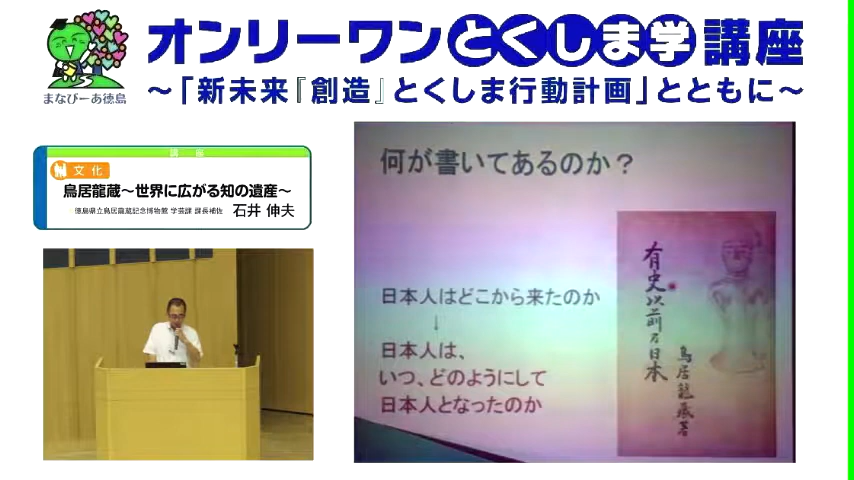 まなびーあ徳島
オンリーワンとくしま学講座
～「新未来『創造』とくしま行動計画」とともに～
講座
文化
鳥居龍蔵～世界に広がる知の遺産～
徳島県立鳥居龍蔵記念博物館 学芸課 課長補佐 石井 伸夫
何が書いてあるのか？
日本人はどこから来たのか
↓
日本人は、
いつ、どのようにして
日本人となったのか
有史以前乃日本
鳥居龍蔵著